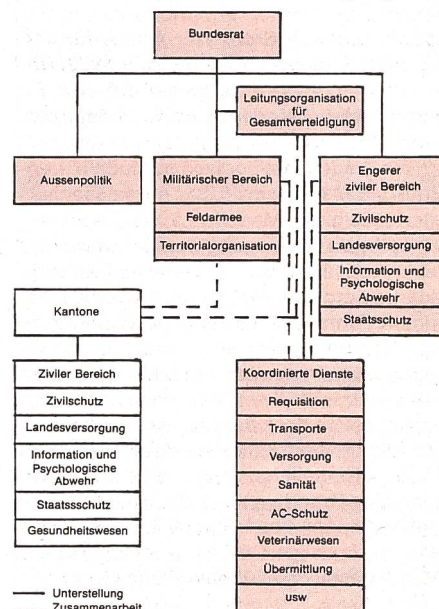 Bundesrat
Leitungsorganisation
für
Gesamtverteidigung
Aussenpolitik
Militärischer Bereich
Feldarmee
Territorialorganisation
Engerer
ziviler Bereich
Zivilschutz
Landesversorgung
Information und
Psychologische
Abwehr
Staatsschutz
Kantone
Ziviler Bereich
Zivilschutz
Landesversorgung
Information und
Psychologische
Abwehr
Staatssschutz
Gesundheitswesen
Koordinierte Dienste
Requisition
Transporte
Versorgung
Sanität
AC-Schutz
Veterinärwesen
Übermittlung
usw
Unterstellung
Zusammenarbeit